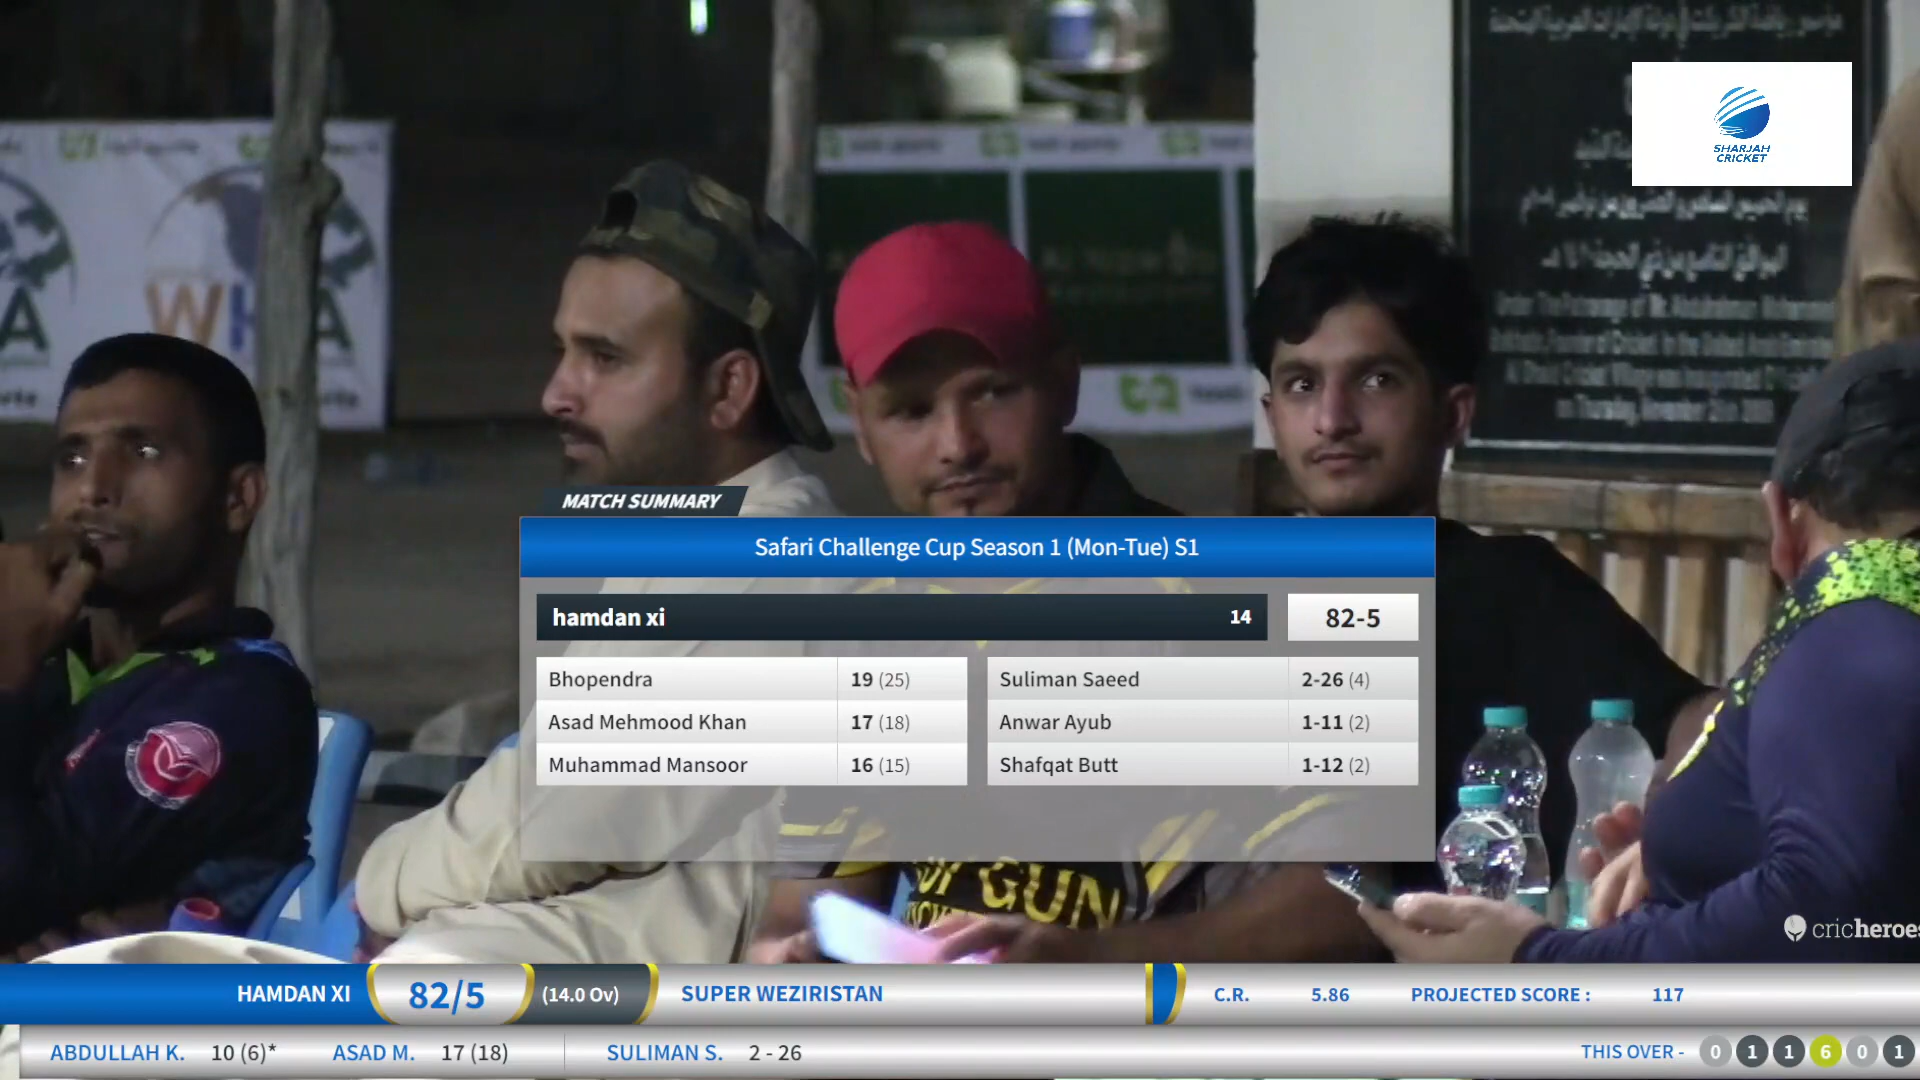 SHARJAH
CRICKET
MATCH SUMMARY
Safari Challenge Cup Season 1 (Mon-Tue) S1
hamdan xi 14 82-5
Bhopendra 19 (25) Suliman Saeed 2-26 (4)
Asad Mehmood Khan 17 (18) Anwar Ayub 1-11 (2)
Muhammad Mansoor 16 (15) Shafqat Butt 1-12 (2)
GUN
cricheroes
HAMDAN XI 82/5 (14.0 Ov) SUPER WEZIRISTAN C.R. 5.86 PROJECTED SCORE : 117
ABDULLAH K. 10 (6)* ASAD M. 17 (18) SULIMAN S. 2 - 26 THIS OVER - 0 1 1 6 0 1